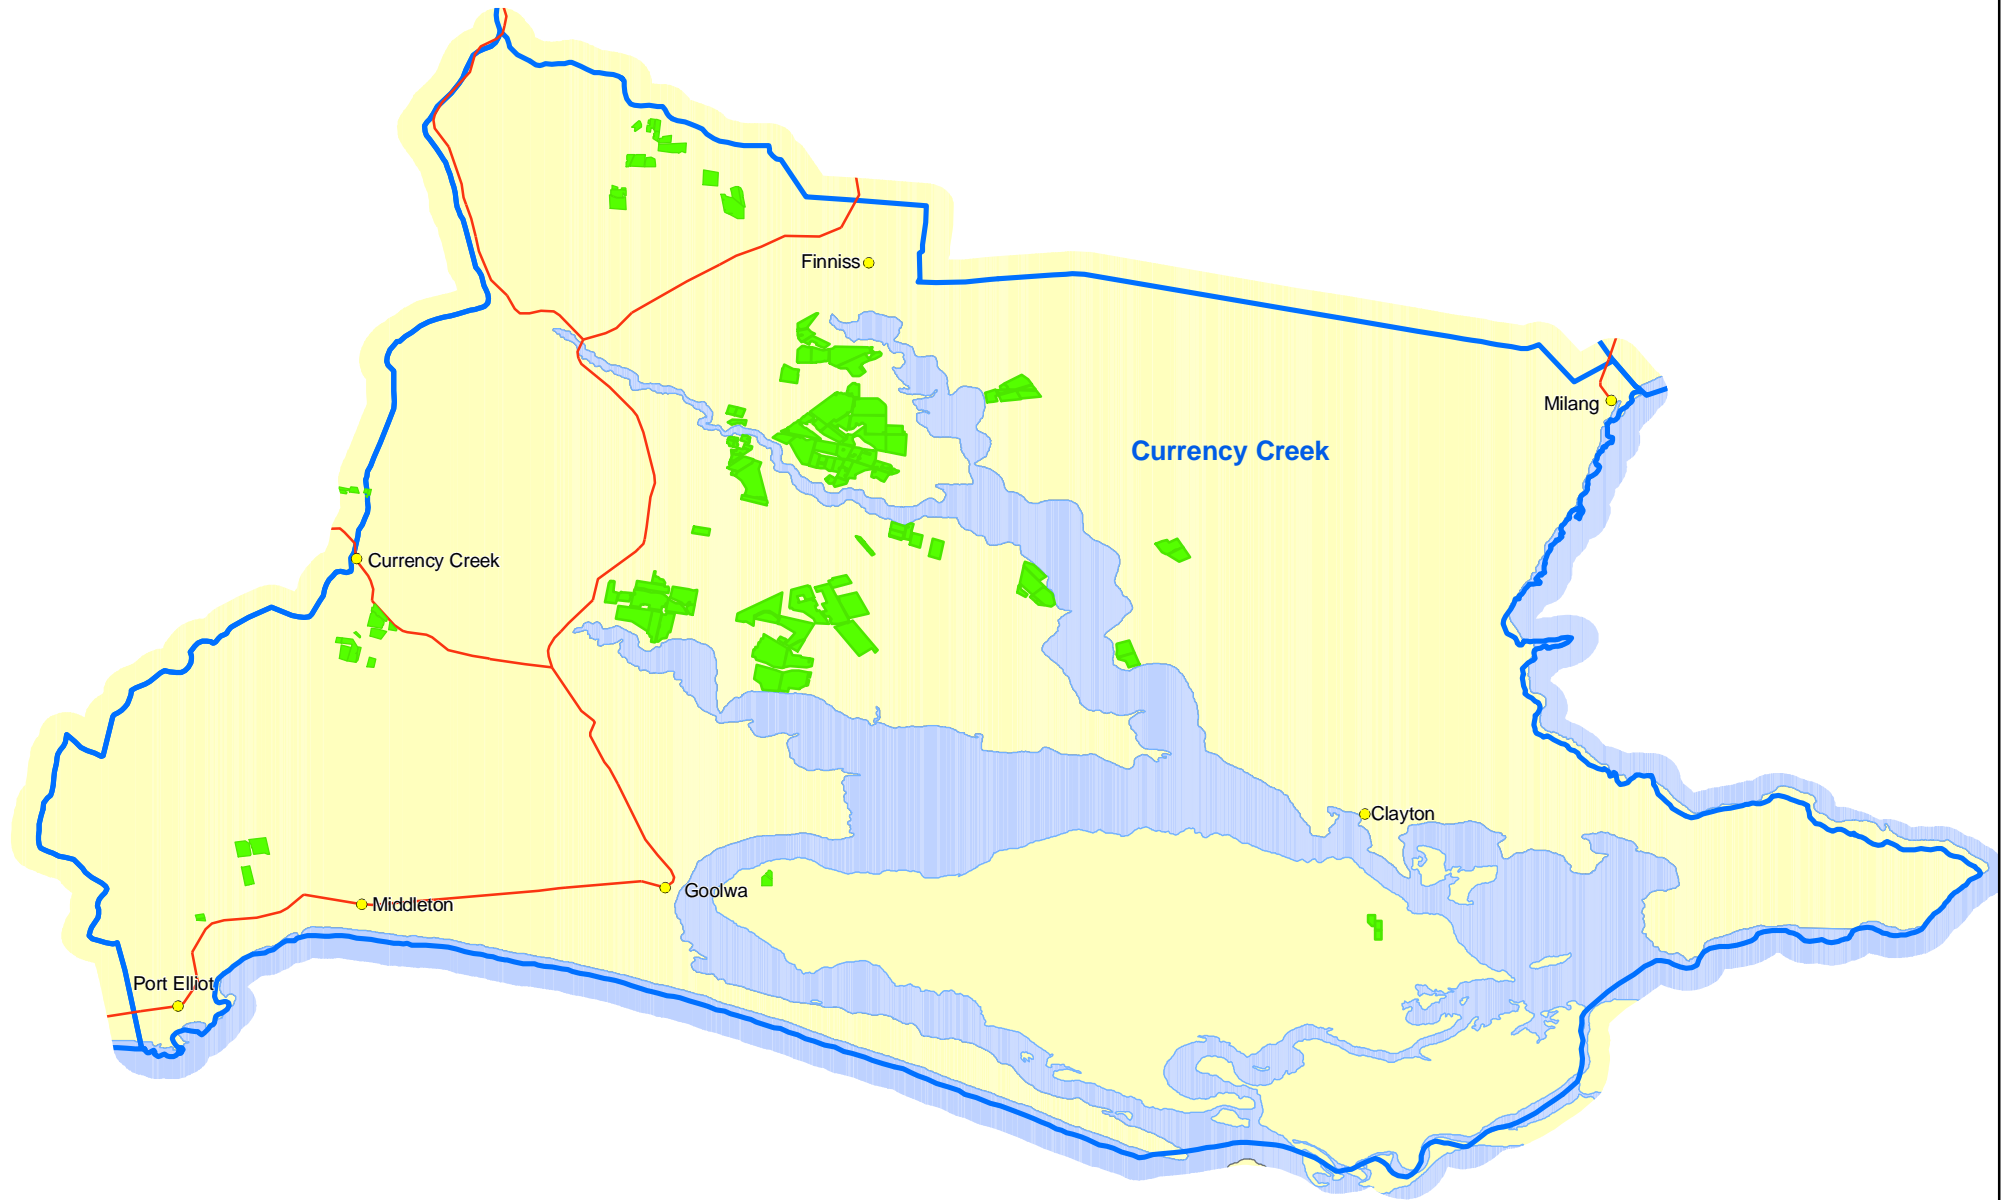 Finniss
Milang
Currency Creek
Currency Creek
Clayton
Goolwa
Middleton
Port Elliot